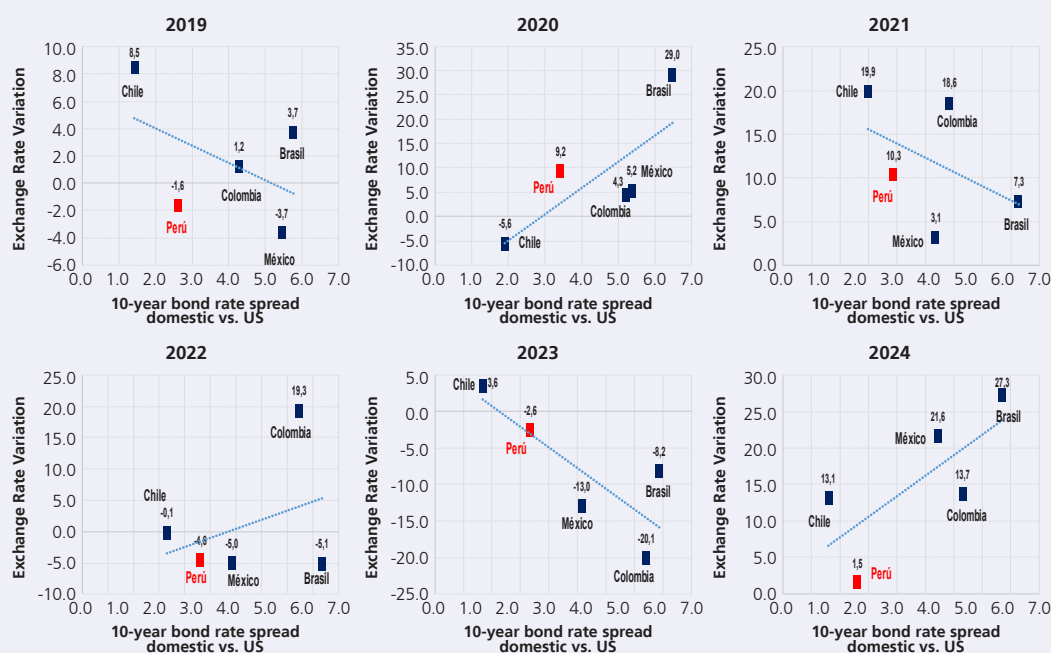 2019
Exchange Rate Variation
10.0
8.0
6.0
4.0
2.0
0.0
-2.0
-4.0
-6.0
8,5
Chile
3,7
Brasil
1,2
Colombia
-1,6
Perú
-3,7
México
0.0 1.0 2.0 3.0 4.0 5.0 6.0 7.0
10-year bond rate spread
domestic vs. US
2020
Exchange Rate Variation
35.0
30.0
25.0
20.0
15.0
10.0
5.0
0.0
-5.0
-10.0
29,0
Brasil
9,2
Perú
5,2
México
4,3
Colombia
-5,6
Chile
0.0 1.0 2.0 3.0 4.0 5.0 6.0 7.0
10-year bond rate spread
domestic vs. US
2021
Exchange Rate Variation
25.0
20.0
15.0
10.0
5.0
0.0
19,9
Chile
18,6
Colombia
10,3
Perú
7,3
Brasil
3,1
México
0.0 1.0 2.0 3.0 4.0 5.0 6.0 7.0
10-year bond rate spread
domestic vs. US
2022
Exchange Rate Variation
25.0
20.0
15.0
10.0
5.0
0.0
-5.0
-10.0
19,3
Colombia
Chile
-0,1
-4,6
Perú
-5,0
México
-5,1
Brasil
0.0 1.0 2.0 3.0 4.0 5.0 6.0 7.0
10-year bond rate spread
domestic vs. US
2023
Exchange Rate Variation
5.0
0.0
-5.0
-10.0
-15.0
-20.0
-25.0
Chile 3,6
-2,6
Perú
-8,2
Brasil
-13,0
México
-20,1
Colombia
0.0 1.0 2.0 3.0 4.0 5.0 6.0 7.0
10-year bond rate spread
domestic vs. US
2024
Exchange Rate Variation
30.0
25.0
20.0
15.0
10.0
5.0
0.0
27,3
Brasil
21,6
México
13,1
Chile
13,7
Colombia
1,5
Perú
0.0 1.0 2.0 3.0 4.0 5.0 6.0 7.0
10-year bond rate spread
domestic vs. US